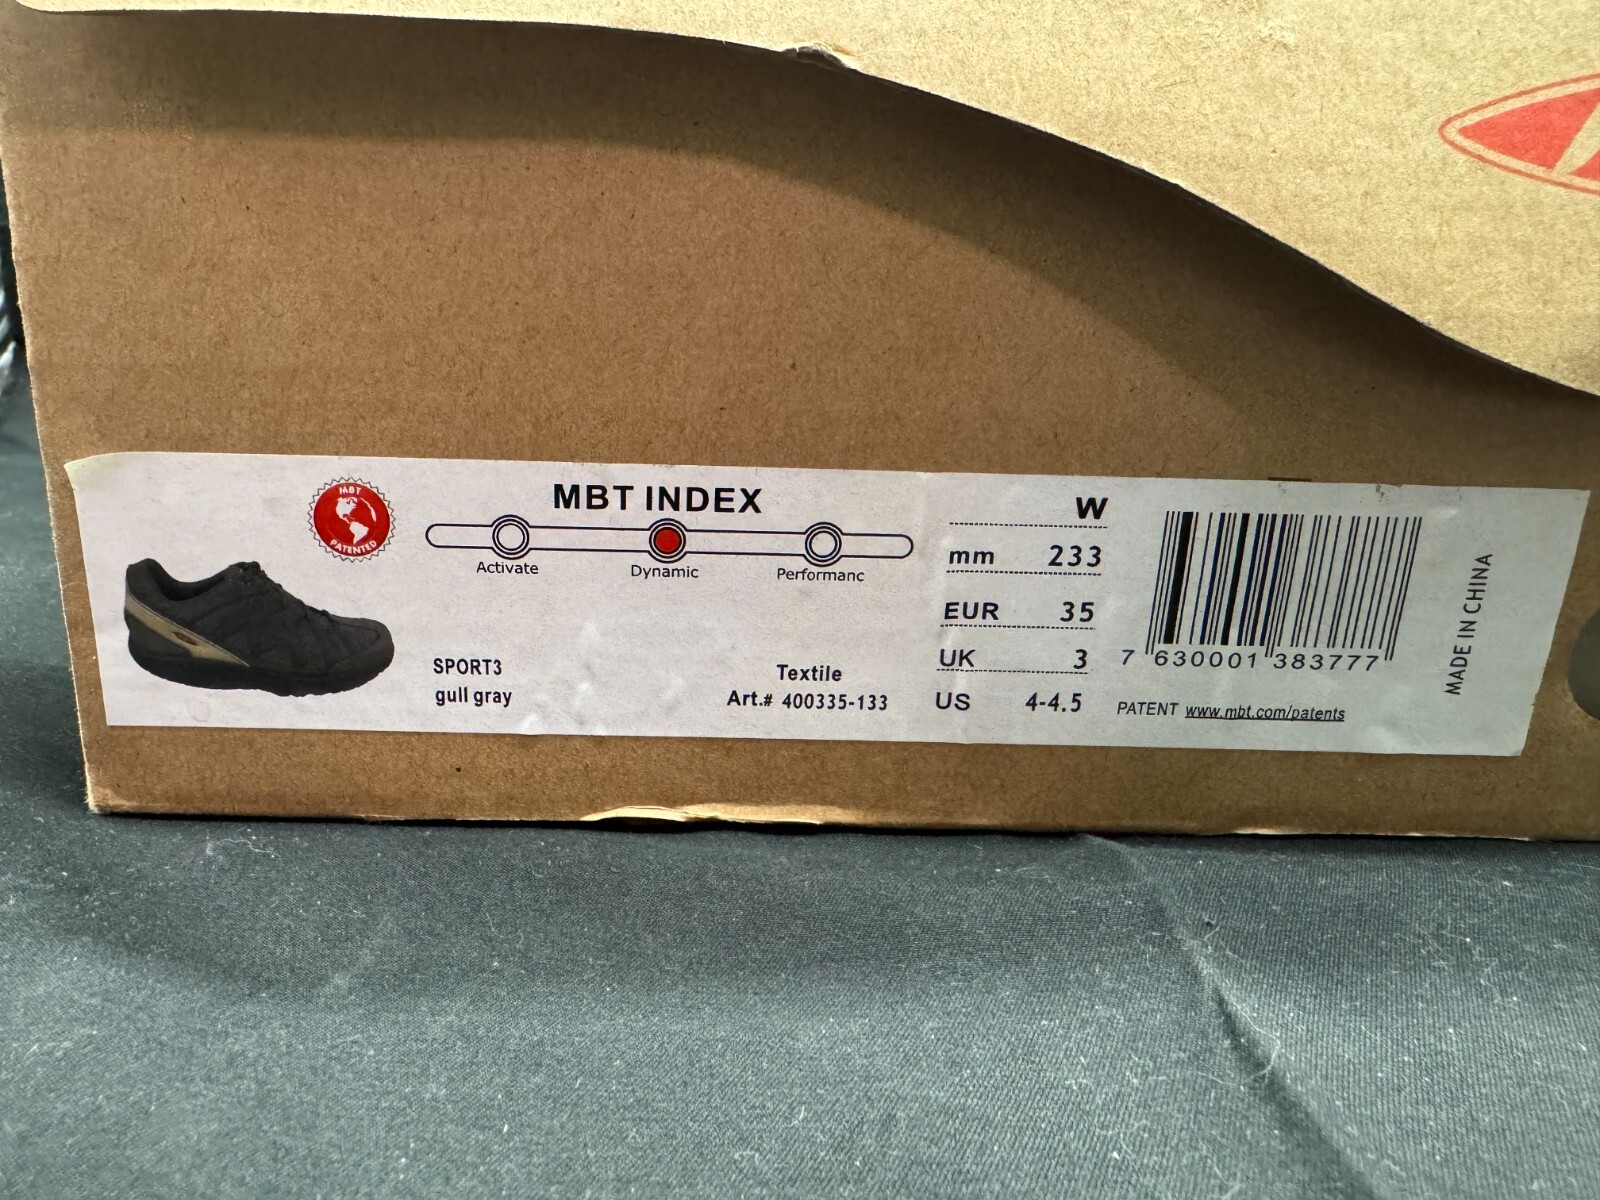 MBT
PATENTED
MBT INDEX
Activate Dynamic Performanc
SPORT3
gull gray
Textile
Art.# 400335-133
W
mm 233
EUR 35
UK 3
US 4-4.5
7 630001 383777
PATENT www.mbt.com/patents
MADE IN CHINA